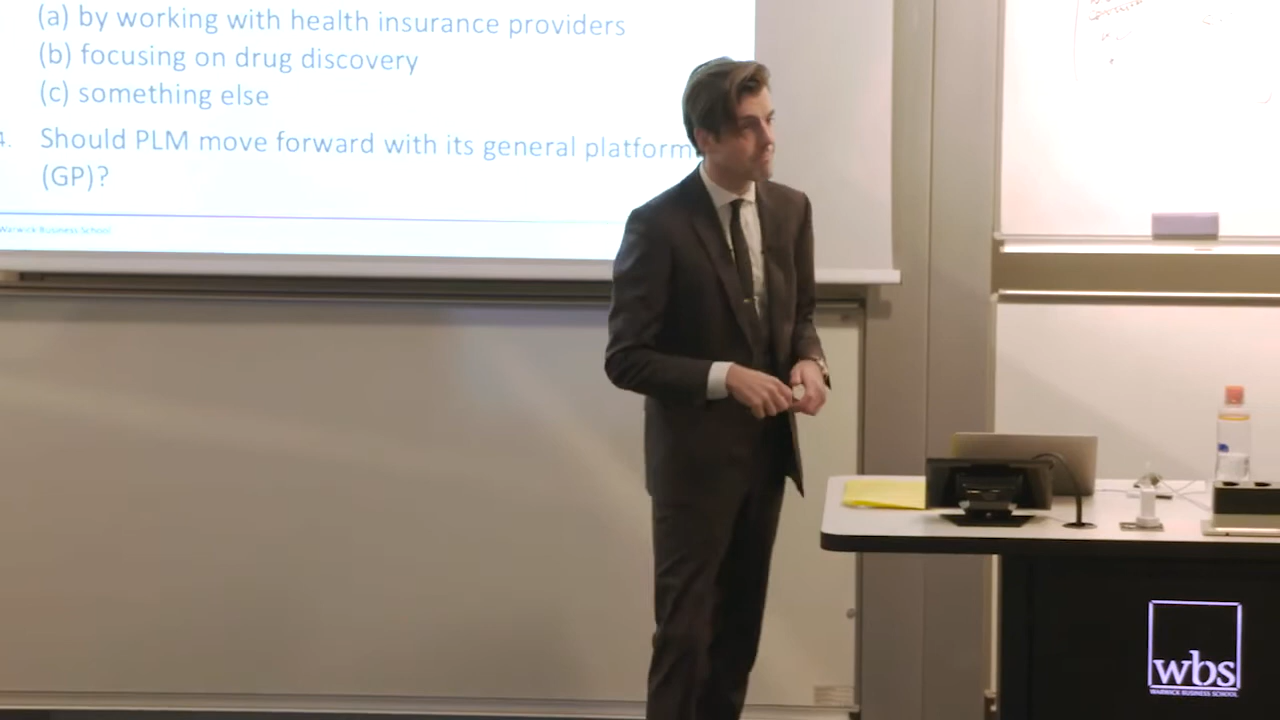 (a) by working with health insurance providers
(b) focusing on drug discovery
(c) something else
4. Should PLM move forward with its general platform
(GP)?
Warwick Business School
wbs
WARWICK BUSINESS SCHOOL